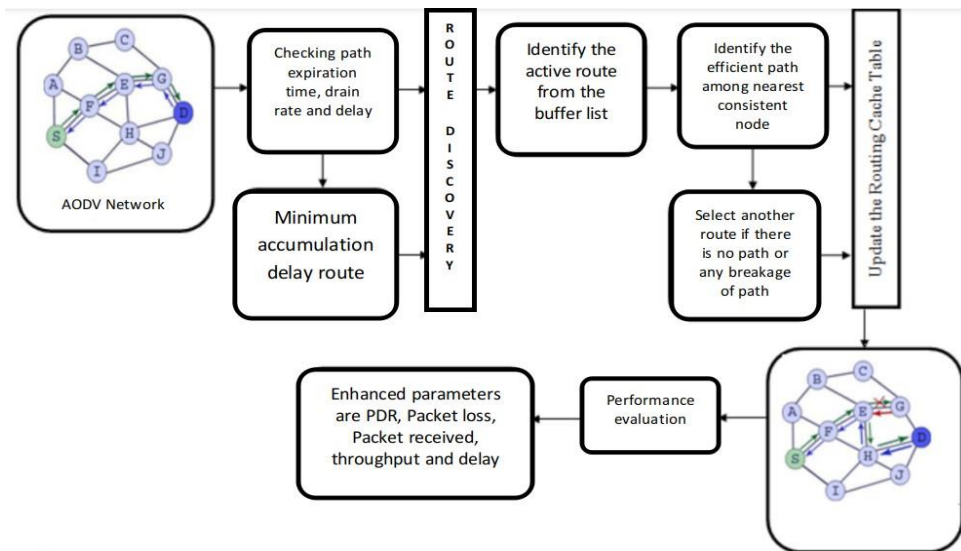 B
C
A
E
G
F
D
S
H
J
I
AODV Network
Checking path
expiration
time, drain
rate and delay
Minimum
accumulation
delay route
ROUTE DISCOVERY
Identify the
active route
from the
buffer list
Identify the
efficient path
among nearest
consistent
node
Select another
route if there
is no path or
any breakage
of path
Update the Routing Cache Table
B
C
A
E
G
F
D
S
H
J
I
Performance
evaluation
Enhanced parameters
are PDR, Packet loss,
Packet received,
throughput and delay